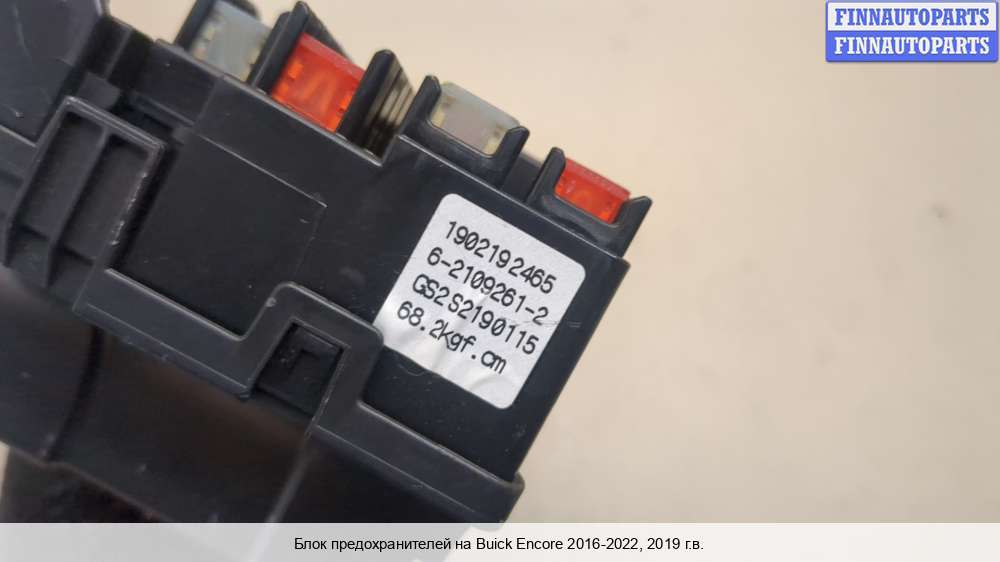 FINNAUTOPARTS
FINNAUTOPARTS
1902192465
6-2109261-2
GS2S2190115
68.2kgf.cm
Блок предохранителей на Buick Encore 2016-2022, 2019 г.в.